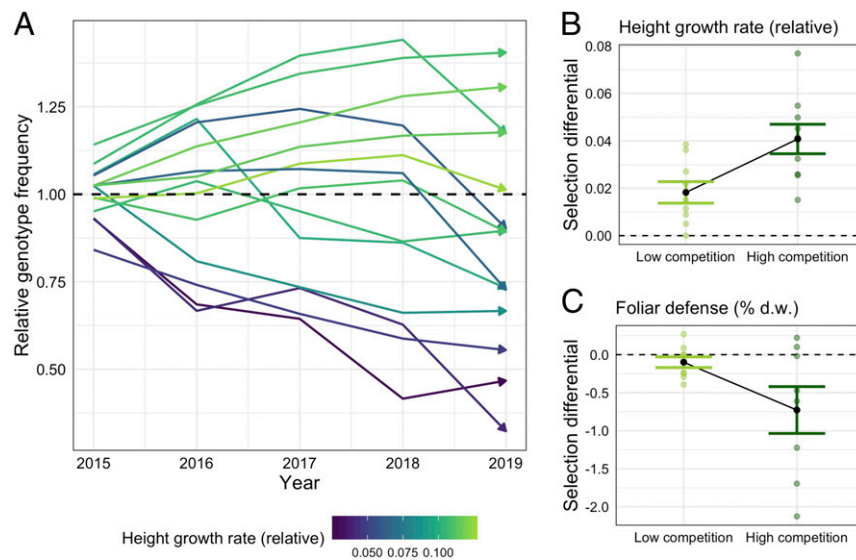 A
1.25
1.00
0.75
0.50
Relative genotype frequency
2015 2016 2017 2018 2019
Year
Height growth rate (relative)
0.050 0.075 0.100
B
Height growth rate (relative)
0.08
0.06
0.04
0.02
0.00
Selection differential
Low competition High competition
C
Foliar defense (% d.w.)
0.0
-0.5
-1.0
-1.5
-2.0
Selection differential
Low competition High competition